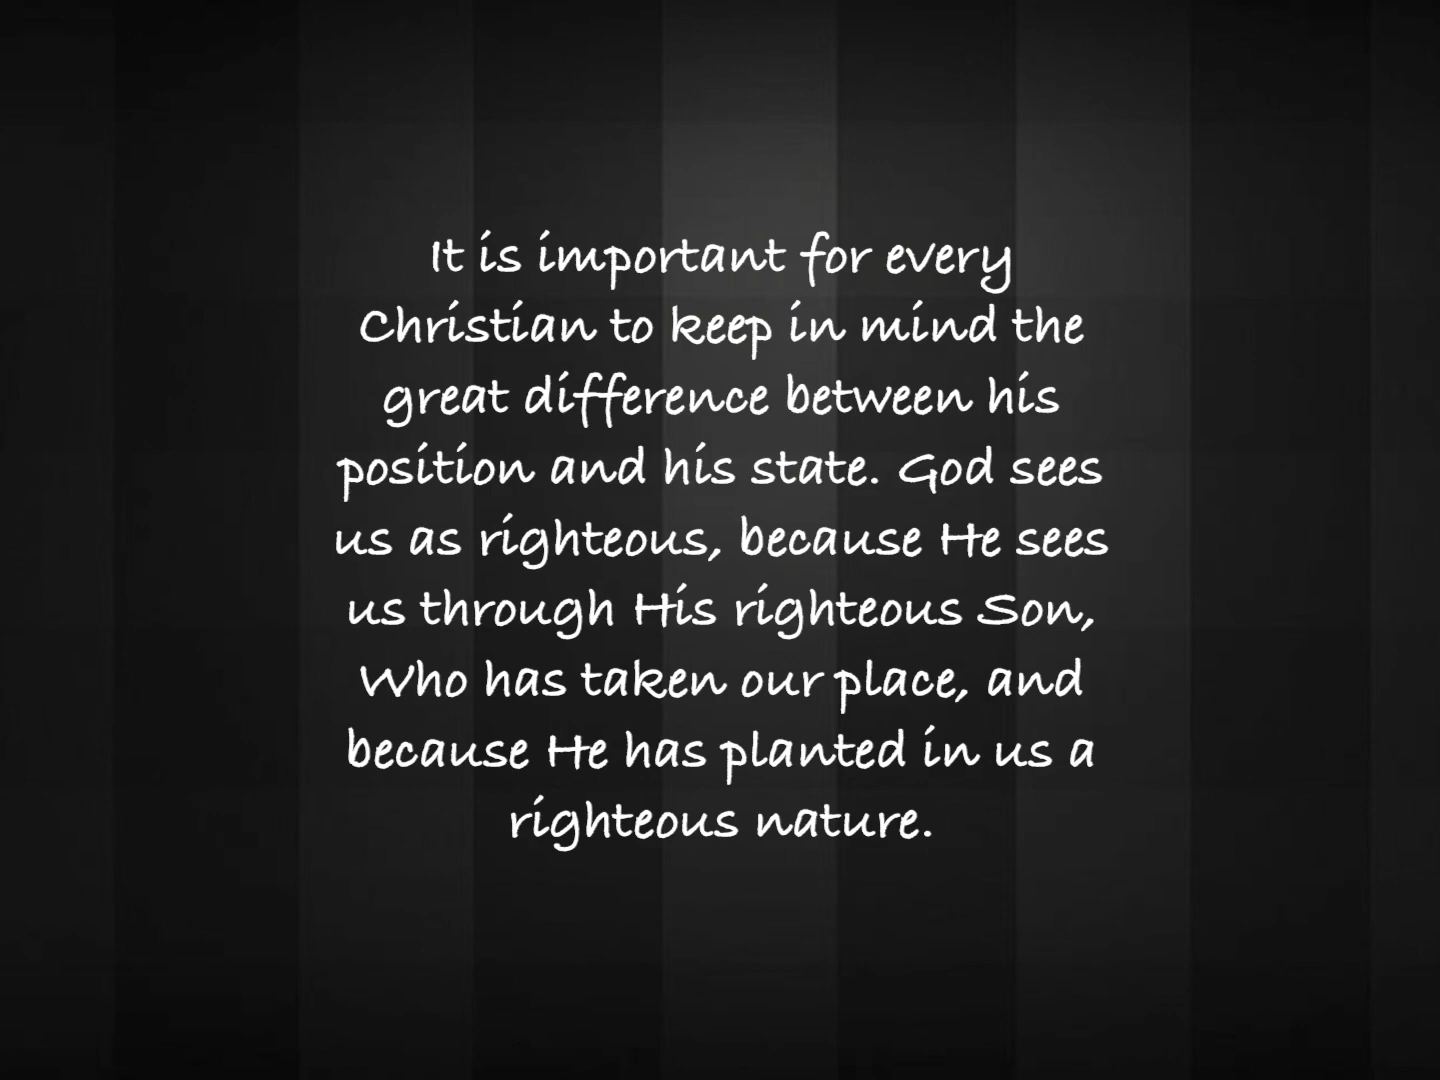 It is important for every
Christian to keep in mind the
great difference between his
position and his state. God sees
us as righteous, because He sees
us through His righteous Son,
Who has taken our place, and
because He has planted in us a
righteous nature.